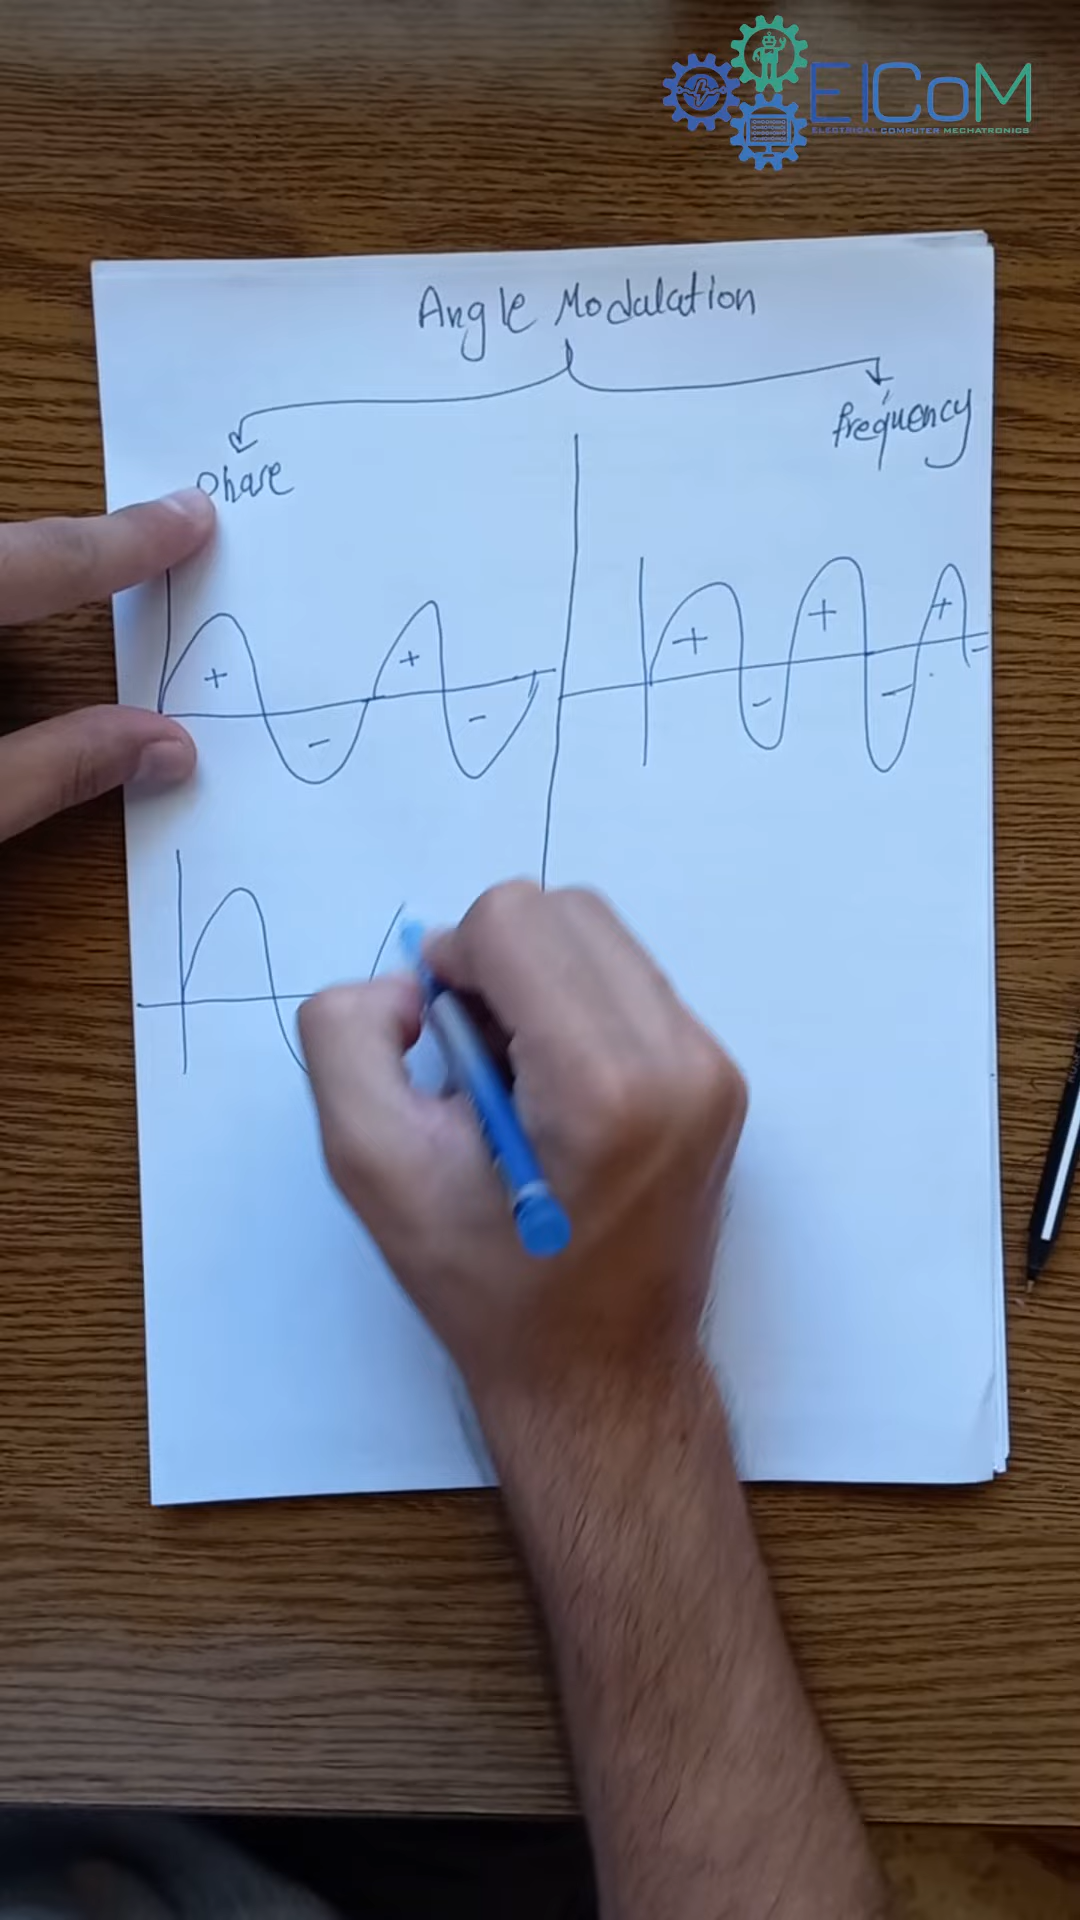 EICoM
ELECTRICAL COMPUTER MECHATRONICS
Angle Modulation
phase
frequency
+ - + -
+ - + - + -